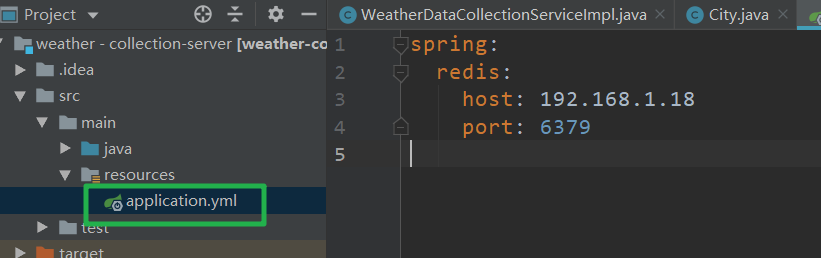 Project
weather - collection-server [weather-co
.idea
src
main
java
resources
application.yml
test
target
WeatherDataCollectionServiceImpl.java
City.java
1 spring:
2 redis:
3 host: 192.168.1.18
4 port: 6379
5